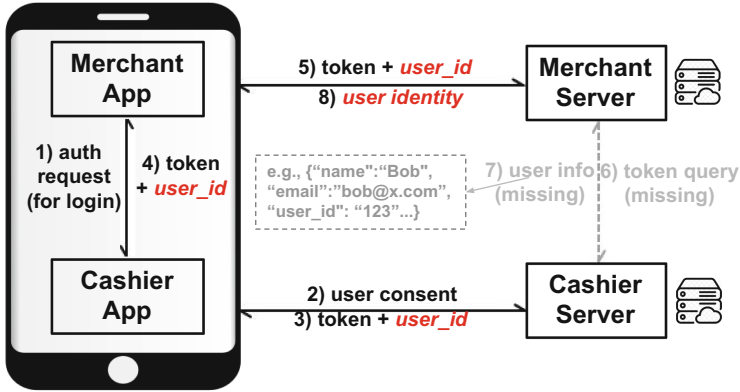 Merchant
App
5) token + user_id
8) user identity
Merchant
Server
1) auth
request
(for login)
4) token
+ user_id
e.g., {“name":“Bob",
“email”:”bob@x.com”,
“user_id": “123”...}
7) user info
(missing)
6) token query
(missing)
Cashier
App
2) user consent
3) token + user_id
Cashier
Server